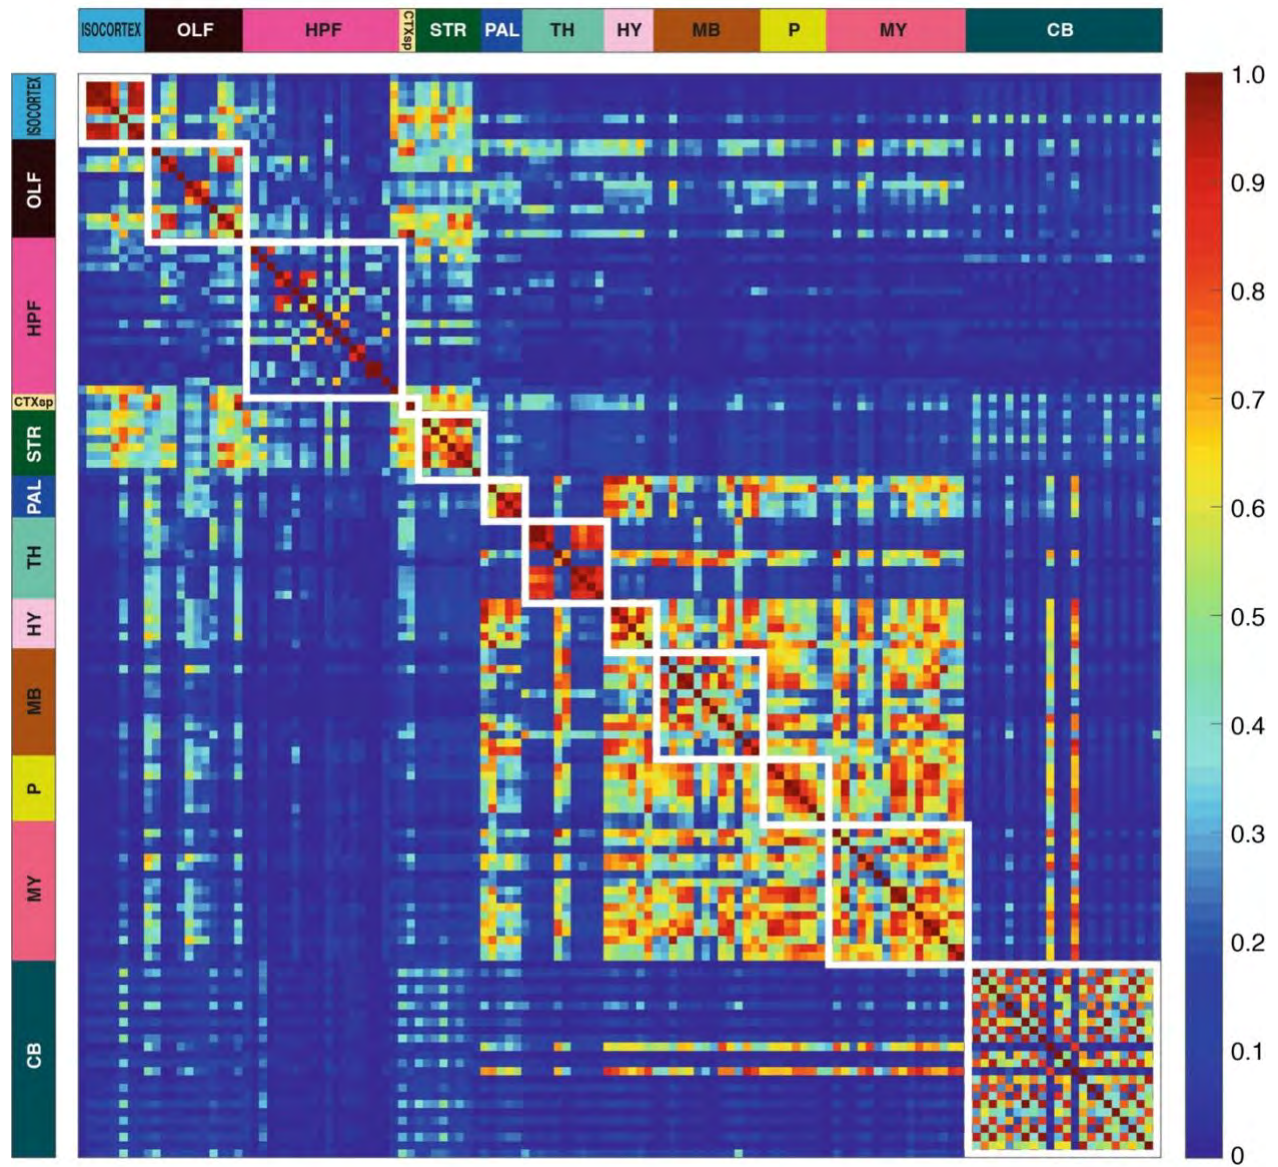 ISOCORTEX OLF HPF CTXsp STR PAL TH HY MB P MY CB
ISOCORTEX
OLF
HPF
CTXsp
STR
PAL
TH
HY
MB
P
MY
CB
1.0
0.9
0.8
0.7
0.6
0.5
0.4
0.3
0.2
0.1
0